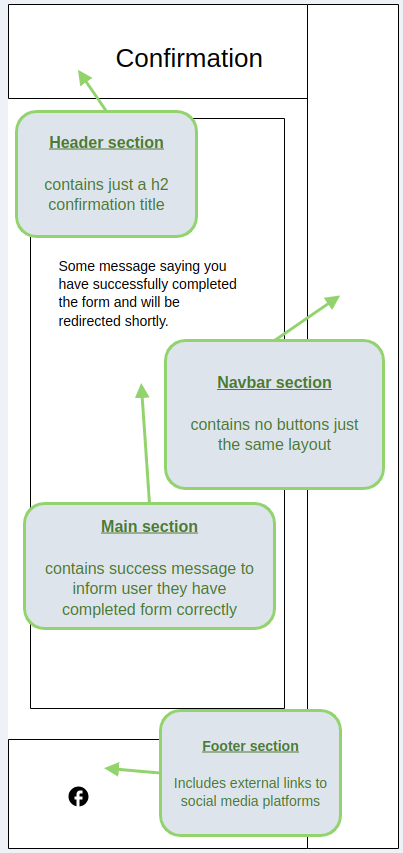 Confirmation
Header section
contains just a h2
confirmation title
Some message saying you
have successfully completed
the form and will be
redirected shortly.
Navbar section
contains no buttons just
the same layout
Main section
contains success message to
inform user they have
completed form correctly
Footer section
Includes external links to
social media platforms